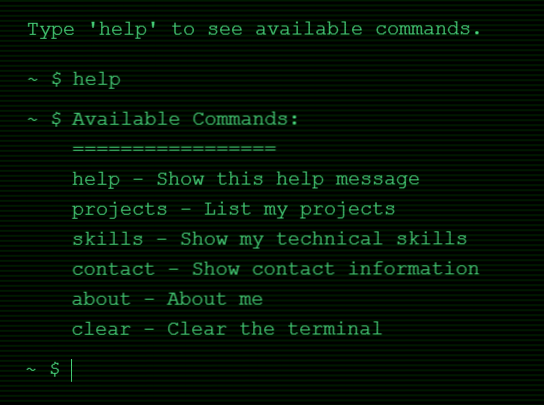 Type 'help' to see available commands.
~ $ help
~ $ Available Commands:
=================
help – Show this help message
projects – List my projects
skills – Show my technical skills
contact – Show contact information
about – About me
clear – Clear the terminal
~ $